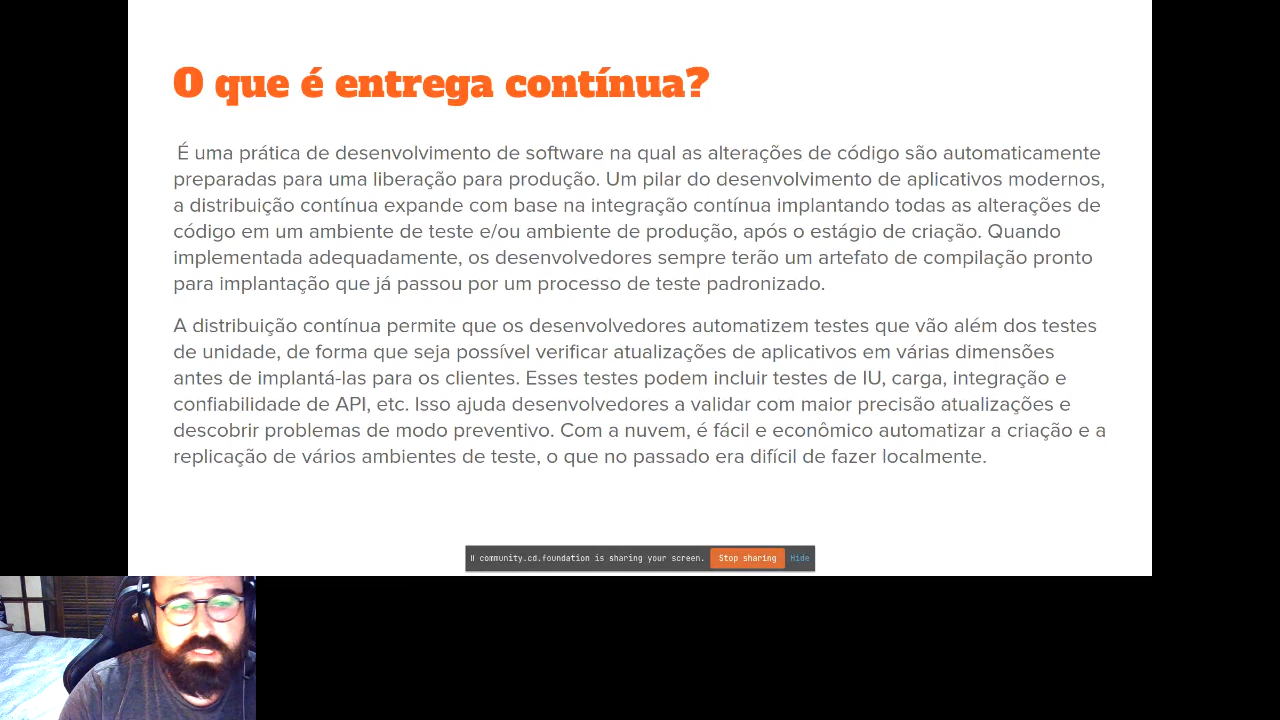 O que é entrega contínua?
É uma prática de desenvolvimento de software na qual as alterações de código são automaticamente
preparadas para uma liberação para produção. Um pilar do desenvolvimento de aplicativos modernos,
a distribuição contínua expande com base na integração contínua implantando todas as alterações de
código em um ambiente de teste e/ou ambiente de produção, após o estágio de criação. Quando
implementada adequadamente, os desenvolvedores sempre terão um artefato de compilação pronto
para implantação que já passou por um processo de teste padronizado.
A distribuição contínua permite que os desenvolvedores automatizem testes que vão além dos testes
de unidade, de forma que seja possível verificar atualizações de aplicativos em várias dimensões
antes de implantá-las para os clientes. Esses testes podem incluir testes de IU, carga, integração e
confiabilidade de API, etc. Isso ajuda desenvolvedores a validar com maior precisão atualizações e
descobrir problemas de modo preventivo. Com a nuvem, é fácil e econômico automatizar a criação e a
replicação de vários ambientes de teste, o que no passado era difícil de fazer localmente.
community.cd.foundation is sharing your screen. Stop sharing Hide